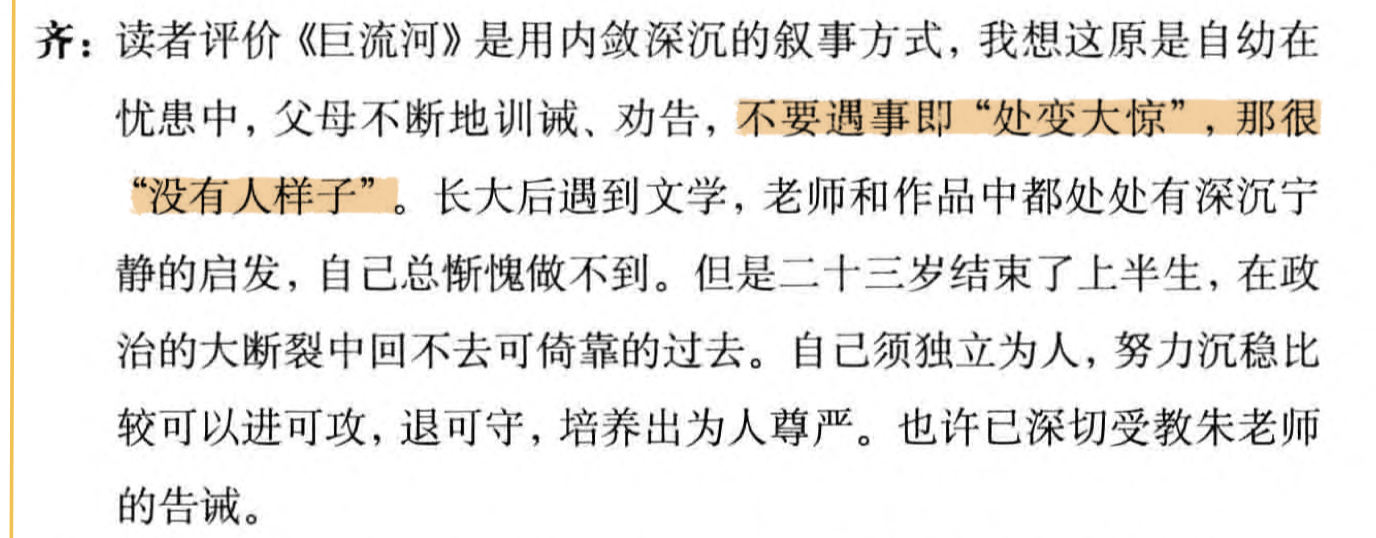 齐：读者评价《巨流河》是用内敛深沉的叙事方式，我想这原是自幼在
忧患中，父母不断地训诫、劝告，不要遇事即“处变大惊”，那很
“没有人样子”。长大后遇到文学，老师和作品中都处处有深沉宁
静的启发，自己总惭愧做不到。但是二十三岁结束了上半生，在政
治的大断裂中回不去可倚靠的过去。自己须独立为人，努力沉稳比
较可以进可攻，退可守，培养出为人尊严。也许已深切受教朱老师
的告诫。